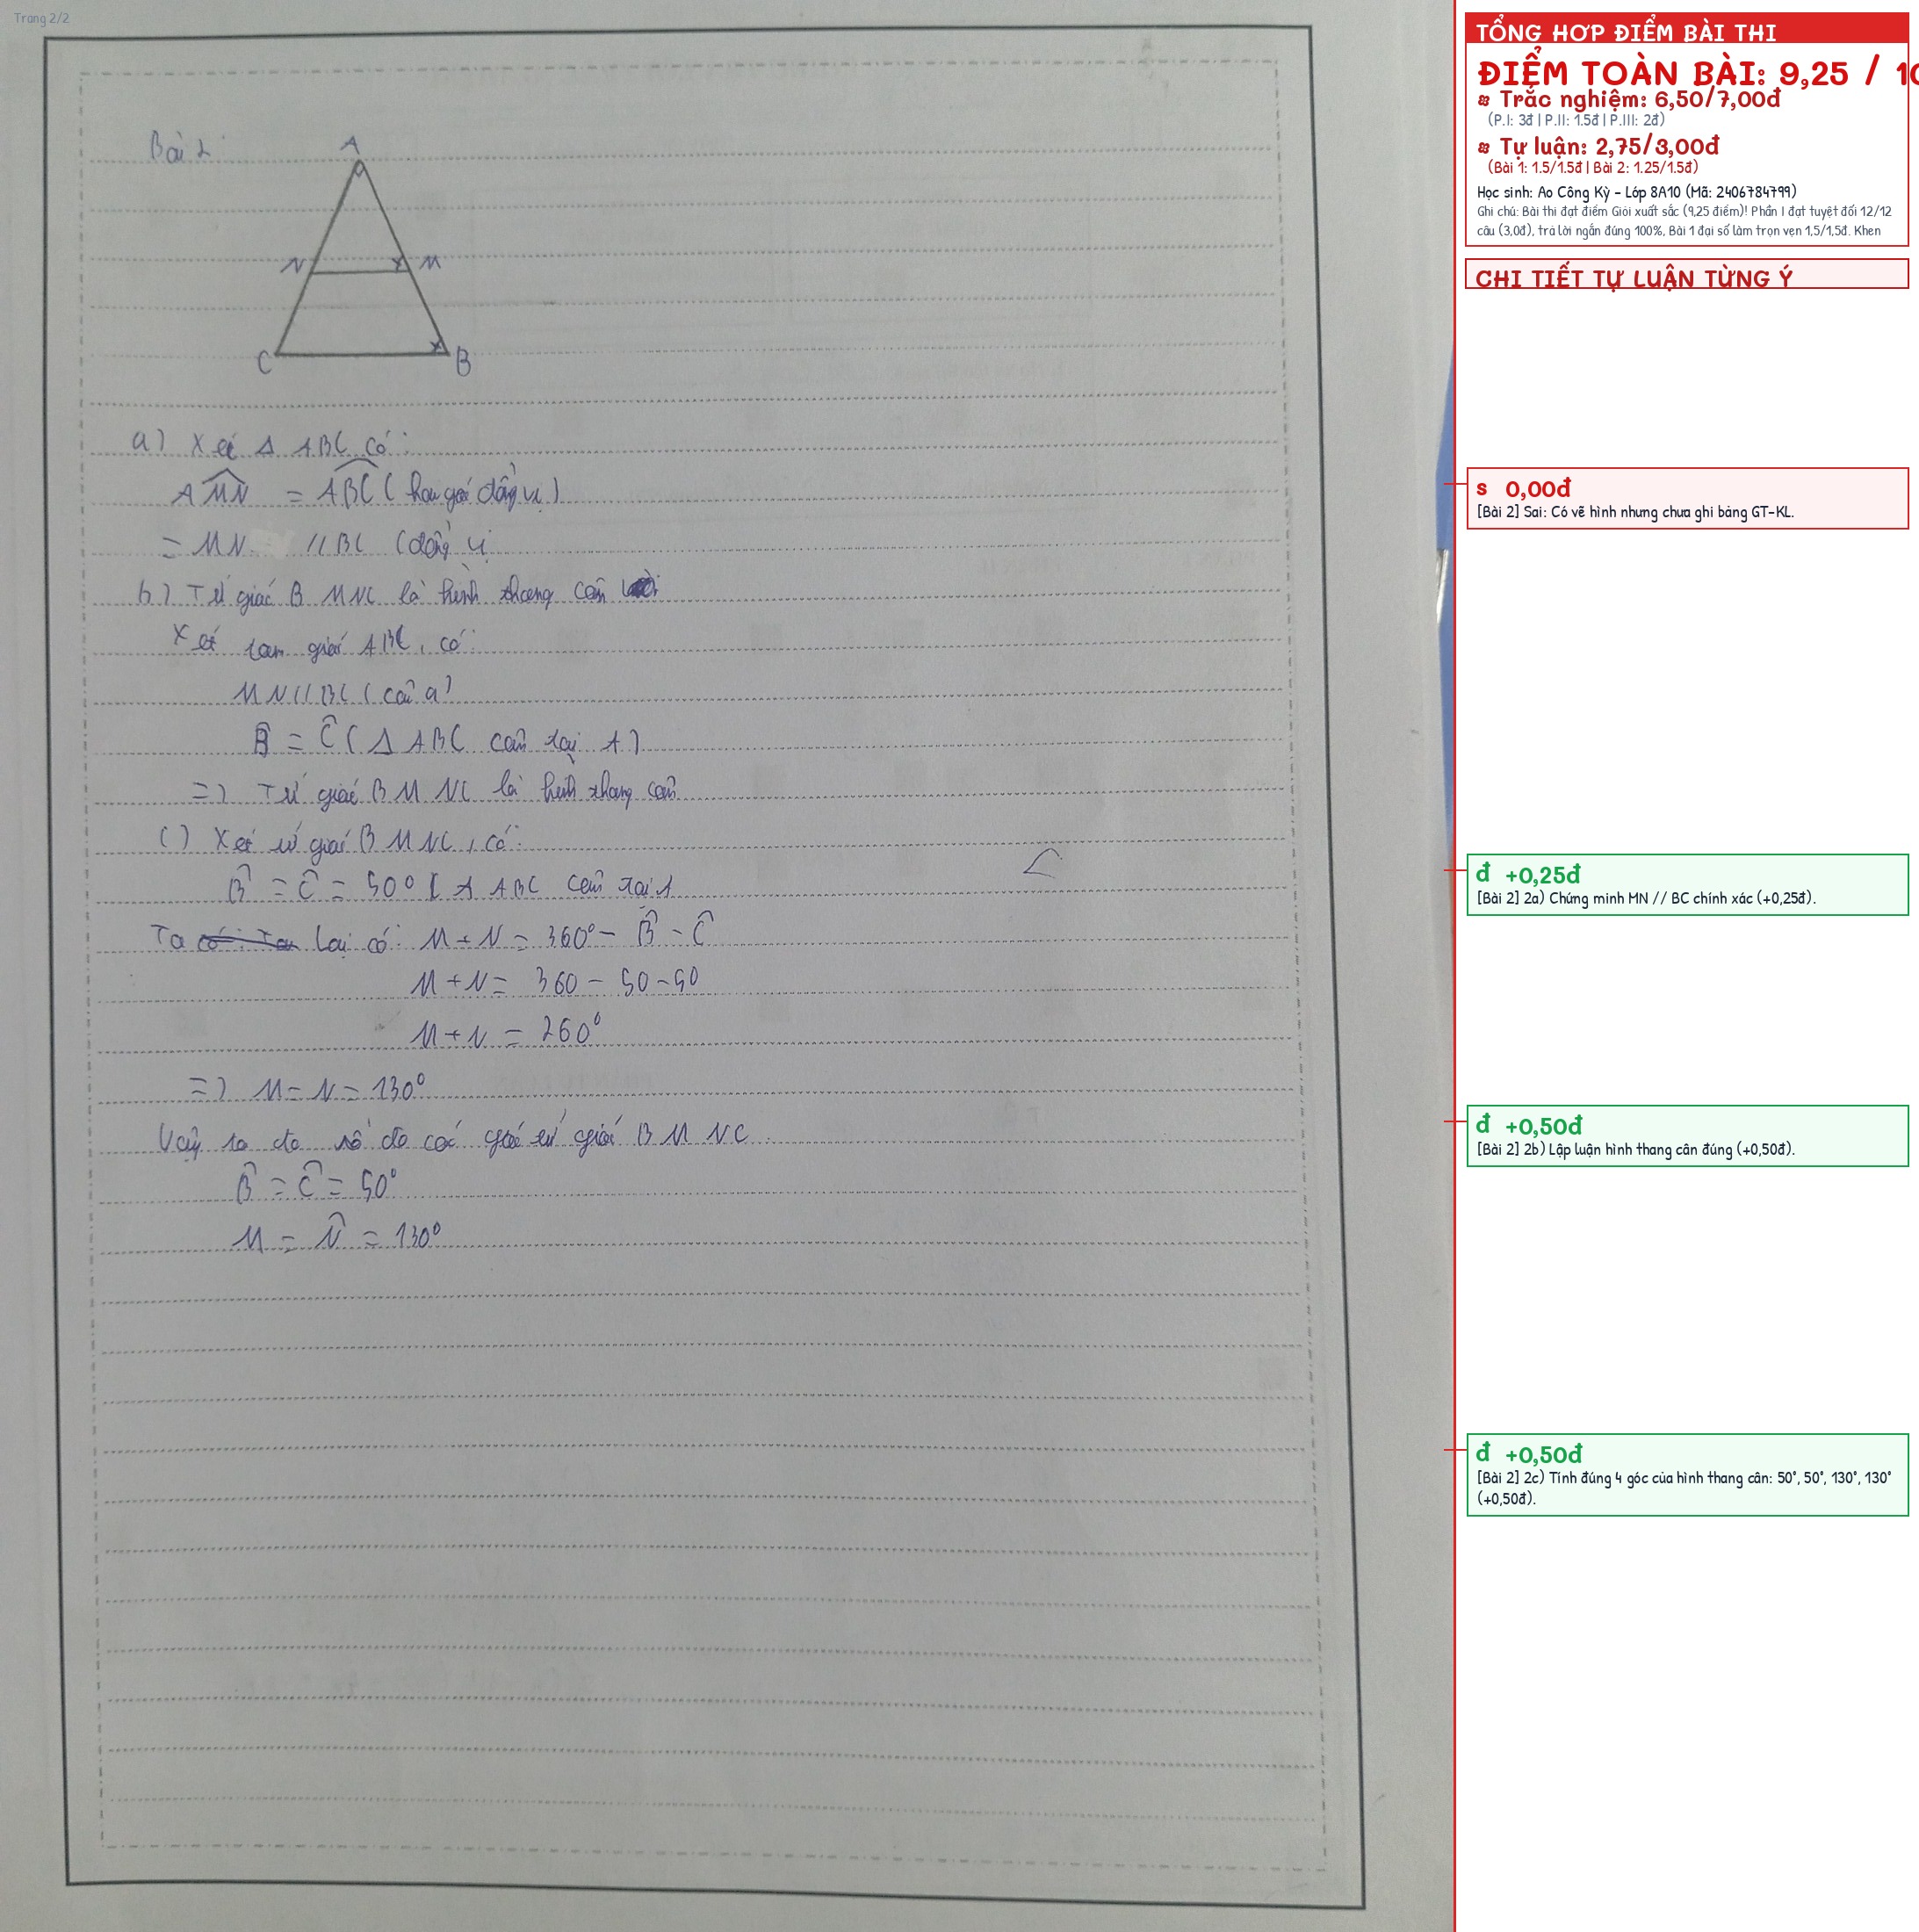 Trang 2/2
Bài 2:
A
N M
C B
a) Xét Δ ABC có:
AMN = ABC ( hai góc đồng vị )
= MN // BC (đồng vị
b) Tứ giác B MNC là hình thang cân
Xét tam giác ABC, có:
MN // BC ( câu a)
B̂ = Ĉ ( Δ ABC cân tại A )
=> Tứ giác B M NC là hình thang cân
c) Xét tứ giác B M NC, có:
B̂ = Ĉ = 50° ( Δ ABC cân tại A
Ta lại có: M + N = 360° - B̂ - Ĉ
M + N = 360 - 50 - 50
M + N = 260°
=> M = N = 130°
Vậy ta đo số đo các góc tứ giác B M NC
B̂ = Ĉ = 50°
M = N̂ = 130°
TỔNG HỢP ĐIỂM BÀI THI
ĐIỂM TOÀN BÀI: 9,25 / 10
Trắc nghiệm: 6,50/7,00đ
(P.I: 3đ | P.II: 1.5đ | P.III: 2đ)
Tự luận: 2,75/3,00đ
(Bài 1: 1.5/1.5đ | Bài 2: 1.25/1.5đ)
Học sinh: Ao Công Kỳ - Lớp 8A10 (Mã: 2406784799)
Ghi chú: Bài thi đạt điểm Giỏi xuất sắc (9,25 điểm)! Phần I đạt tuyệt đối 12/12
câu (3,0đ), trả lời ngắn đúng 100%, Bài 1 đại số làm trọn vẹn 1,5/1,5đ. Khen
CHI TIẾT TỰ LUẬN TỪNG Ý
s 0,00đ
[Bài 2] Sai: Có vẽ hình nhưng chưa ghi bảng GT-KL.
đ +0,25đ
[Bài 2] 2a) Chứng minh MN // BC chính xác (+0,25đ).
đ +0,50đ
[Bài 2] 2b) Lập luận hình thang cân đúng (+0,50đ).
đ +0,50đ
[Bài 2] 2c) Tính đúng 4 góc của hình thang cân: 50°, 50°, 130°, 130°
(+0,50đ).